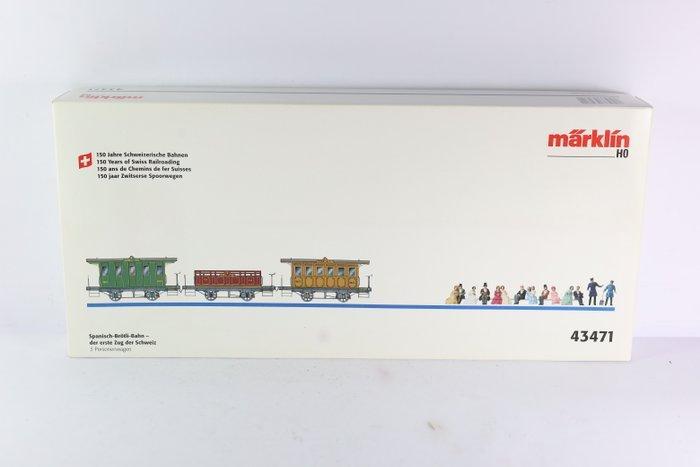 märklin
märklin
H0
150 Jahre Schweizerische Bahnen
150 Years of Swiss Railroading
150 ans de Chemins de fer Suisses
150 jaar Zwitserse Spoorwegen
Spanisch-Brötli-Bahn –
der erste Zug der Schweiz
3 Personenwagen
43471